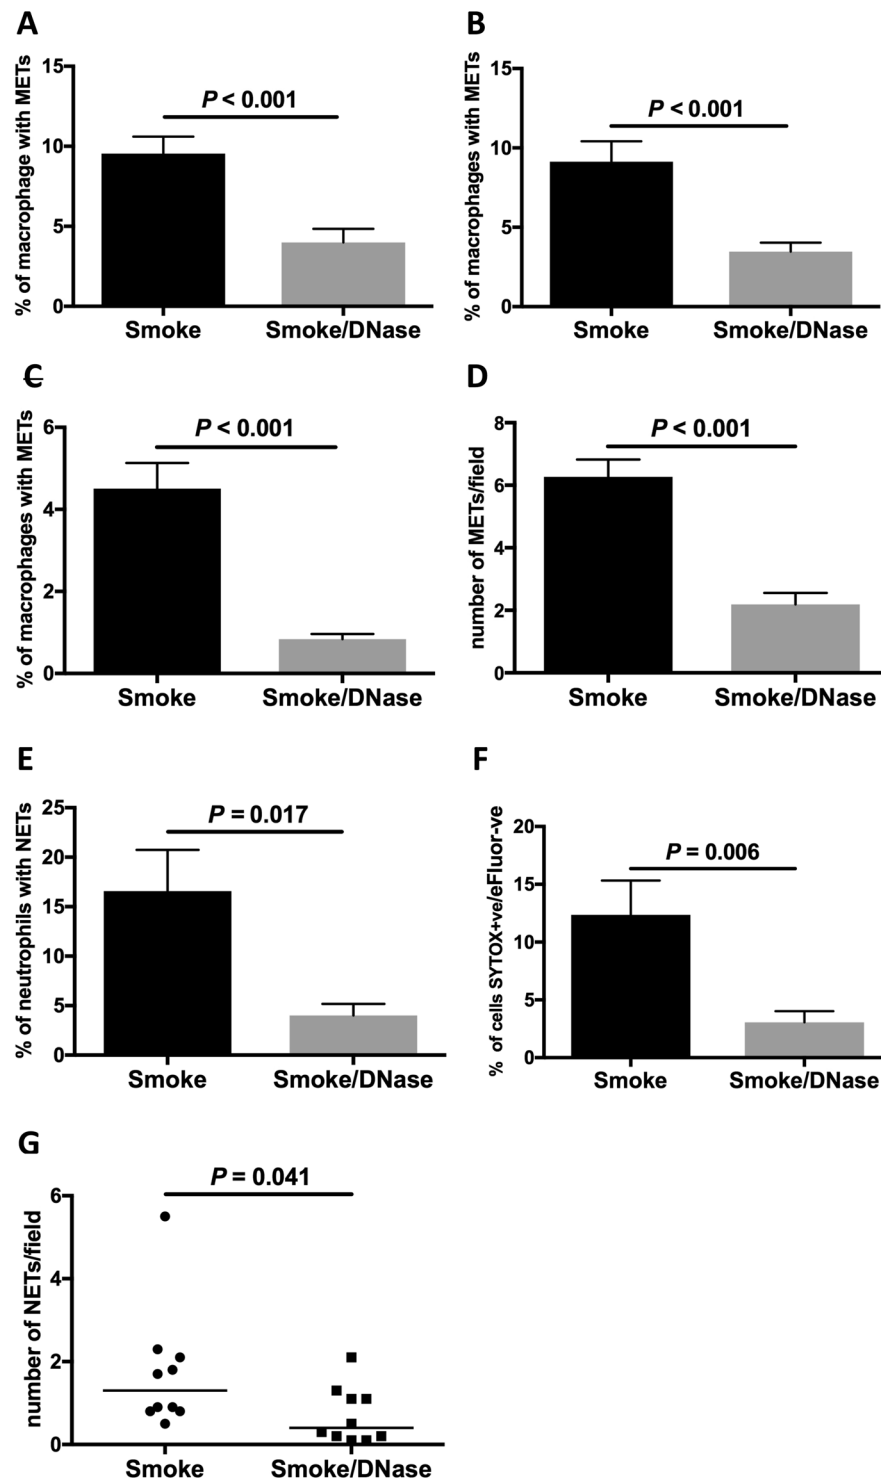 A
15
10
5
0
% of macrophage with METs
P < 0.001
Smoke
Smoke/DNase
B
15
10
5
0
% of macrophages with METs
P < 0.001
Smoke
Smoke/DNase
C
6
4
2
0
% of macrophages with METs
P < 0.001
Smoke
Smoke/DNase
D
8
6
4
2
0
number of METs/field
P < 0.001
Smoke
Smoke/DNase
E
25
20
15
10
5
0
% of neutrophils with NETs
P = 0.017
Smoke
Smoke/DNase
F
20
15
10
5
0
% of cells SYTOX+ve/eFluor-ve
P = 0.006
Smoke
Smoke/DNase
G
6
4
2
0
number of NETs/field
P = 0.041
Smoke
Smoke/DNase